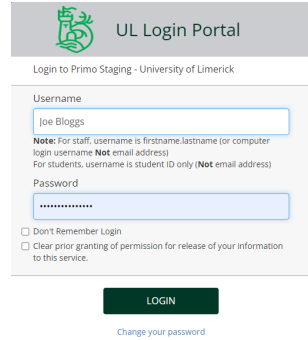 UL Login Portal
Login to Primo Staging - University of Limerick
Username
Joe Bloggs
Note: For staff, username is firstname.lastname (or computer
login username Not email address)
For students, username is student ID only (Not email address)
Password
•••••••••••••••
Don't Remember Login
Clear prior granting of permission for release of your information
to this service.
LOGIN
Change your password